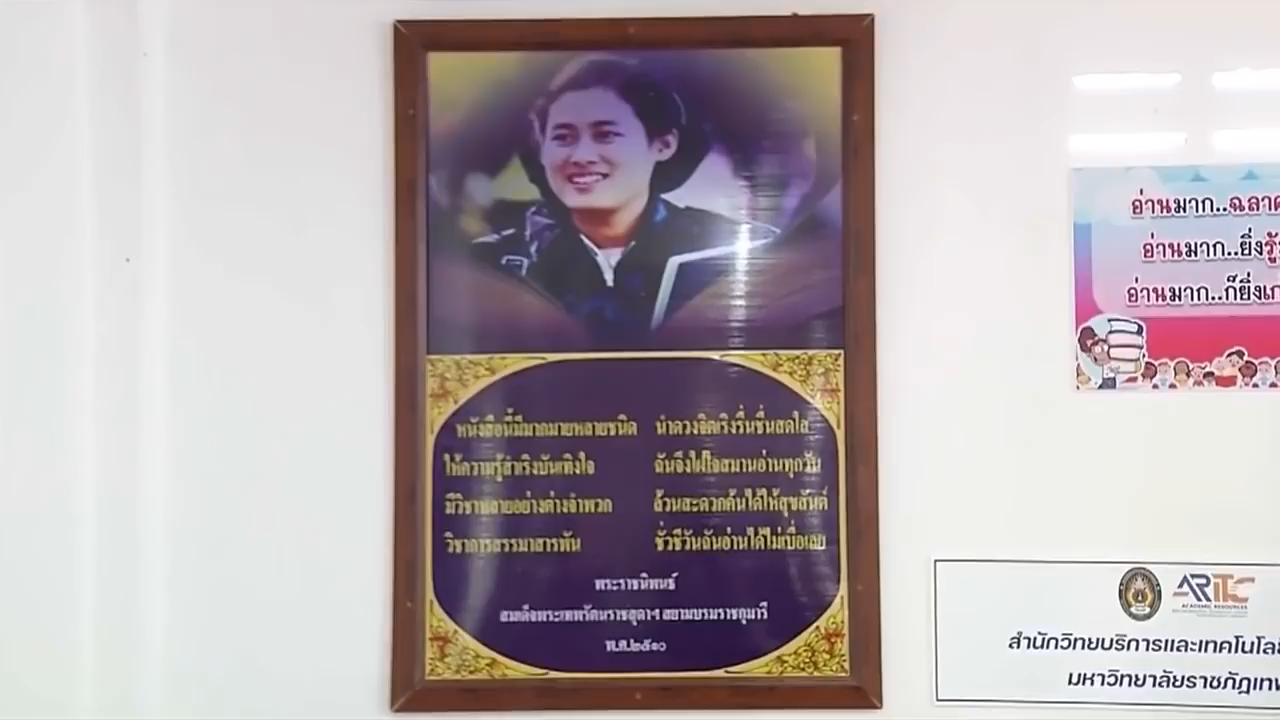 หนังสือนี้มีมากมายหลายชนิด นำดวงจิตเริงรื่นชื่นสดใส
ให้ความรู้สำเริงบันเทิงใจ ฉันจึงใฝ่ใจสมานอ่านทุกวัน
มีวิชาหลายอย่างต่างจำพวก ล้วนสะดวกค้นได้ให้สุขสันต์
วิชาการสรรมาสารพัน ชั่วชีวันฉันอ่านได้ไม่เบื่อเลย
พระราชนิพนธ์
สมเด็จพระเทพรัตนราชสุดาฯ สยามบรมราชกุมารี
พ.ศ.๒๕๑๐
อ่านมาก..ฉลาด
อ่านมาก..ยิ่งรู้
อ่านมาก..ก็ยิ่งเก
ARITC
ACADEMIC RESOURCES
สำนักวิทยบริการและเทคโนโลยี
มหาวิทยาลัยราชภัฏเทพ